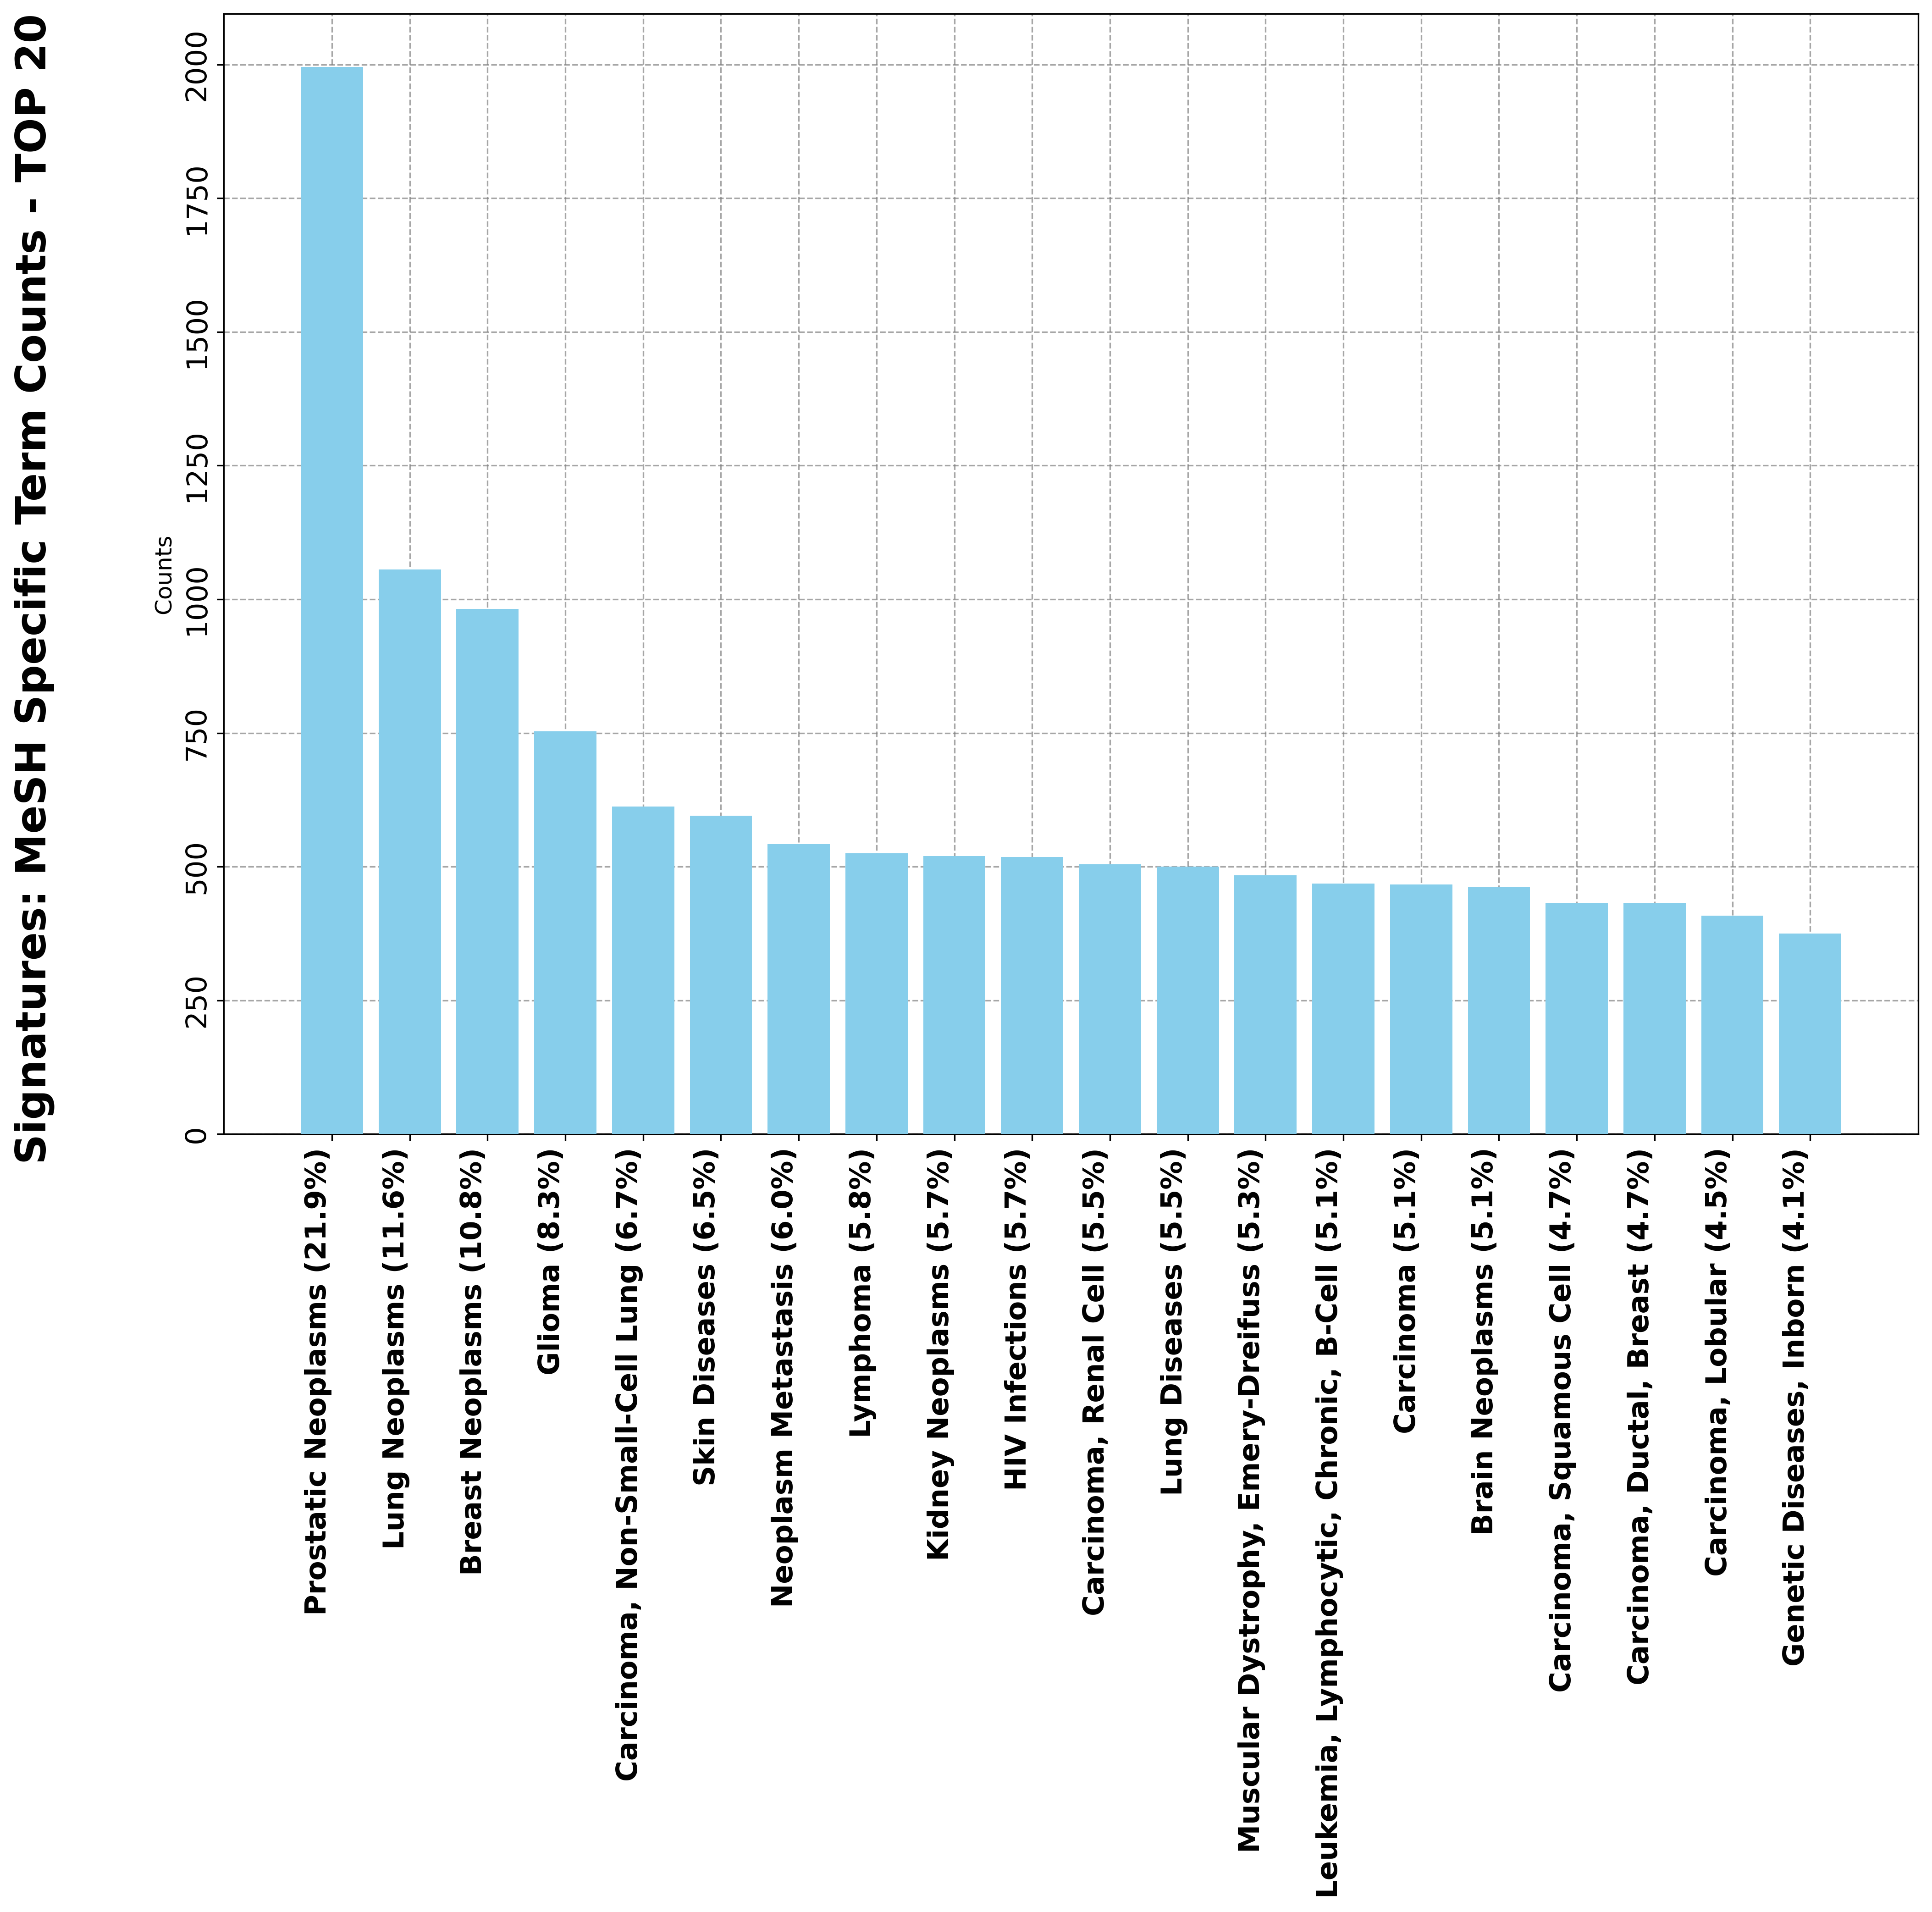 Signatures: MeSH Specific Term Counts - TOP 20
Counts
2000
1750
1500
1250
1000
750
500
250
0
Prostatic Neoplasms (21.9%)
Lung Neoplasms (11.6%)
Breast Neoplasms (10.8%)
Glioma (8.3%)
Carcinoma, Non-Small-Cell Lung (6.7%)
Skin Diseases (6.5%)
Neoplasm Metastasis (6.0%)
Lymphoma (5.8%)
Kidney Neoplasms (5.7%)
HIV Infections (5.7%)
Carcinoma, Renal Cell (5.5%)
Lung Diseases (5.5%)
Muscular Dystrophy, Emery-Dreifuss (5.3%)
Leukemia, Lymphocytic, Chronic, B-Cell (5.1%)
Carcinoma (5.1%)
Brain Neoplasms (5.1%)
Carcinoma, Squamous Cell (4.7%)
Carcinoma, Ductal, Breast (4.7%)
Carcinoma, Lobular (4.5%)
Genetic Diseases, Inborn (4.1%)